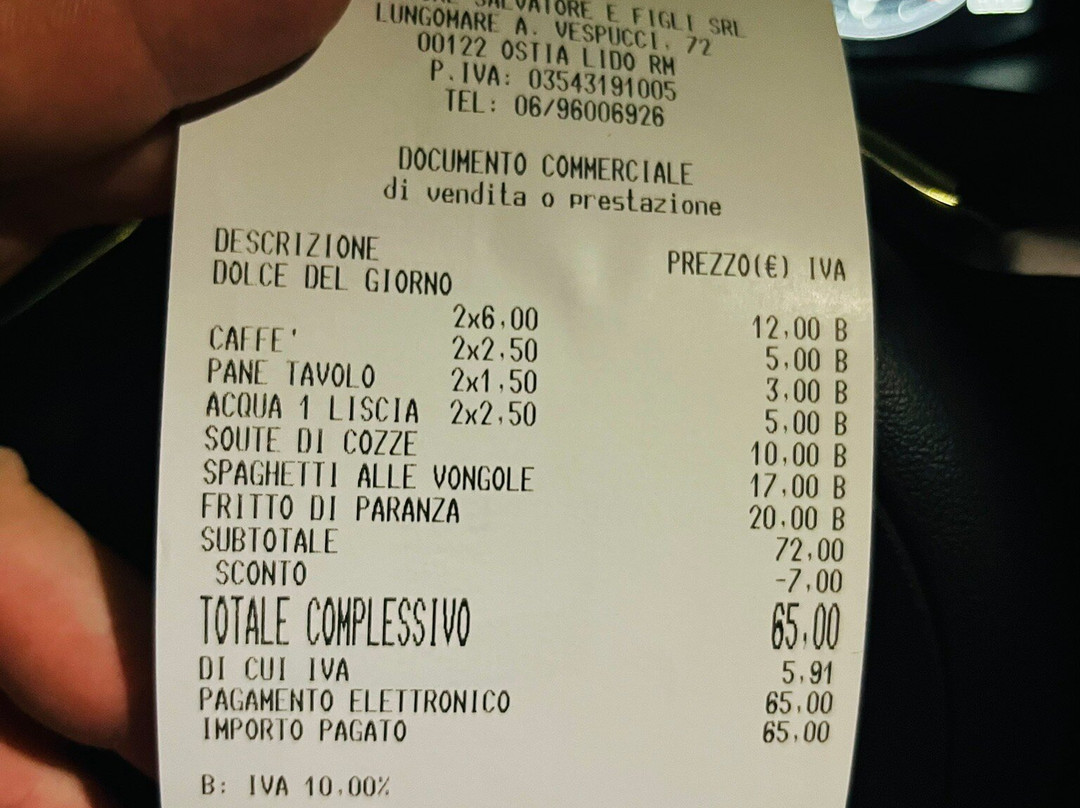 SALVATORE E FIGLI SRL
LUNGOMARE A. VESPUCCI, 72
00122 OSTIA LIDO RM
P.IVA: 03543191005
TEL: 06/96006926
DOCUMENTO COMMERCIALE
di vendita o prestazione
DESCRIZIONE PREZZO(€) IVA
DOLCE DEL GIORNO
2x6,00 12,00 B
CAFFE' 2x2,50 5,00 B
PANE TAVOLO 2x1,50 3,00 B
ACQUA 1 LISCIA 2x2,50 5,00 B
SOUTE DI COZZE 10,00 B
SPAGHETTI ALLE VONGOLE 17,00 B
FRITTO DI PARANZA 20,00 B
SUBTOTALE 72,00
SCONTO -7,00
TOTALE COMPLESSIVO 65,00
DI CUI IVA 5,91
PAGAMENTO ELETTRONICO 65,00
IMPORTO PAGATO 65,00
B: IVA 10,00%